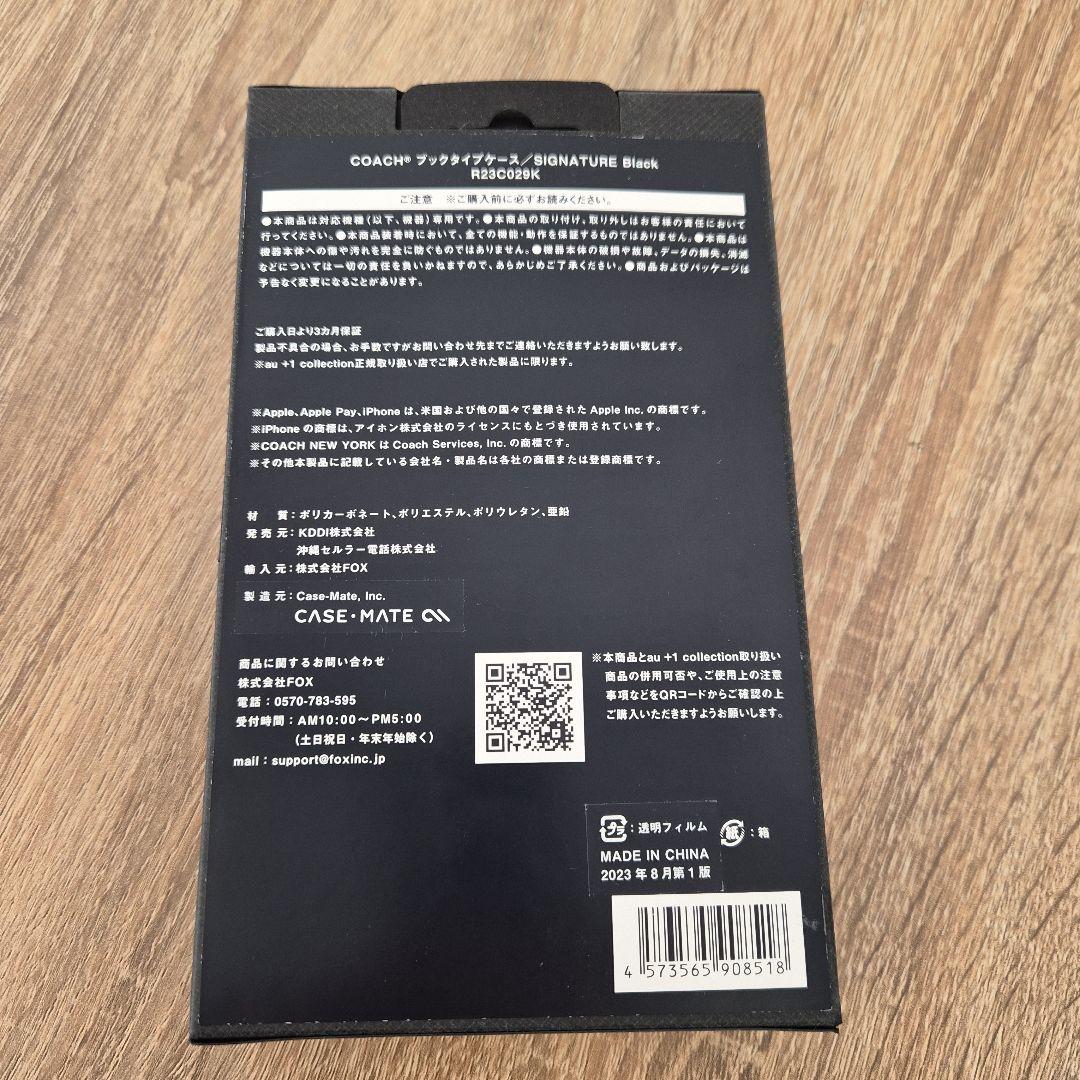 COACH® ブックタイプケース／SIGNATURE Black
R23C029K
ご注意　※ご購入前に必ずお読みください。
●本商品は対応機種(以下、機器)専用です。●本商品の取り付け、取り外しはお客様の責任において
行ってください。●本商品装着時において、全ての機能・動作を保証するものではありません。●本商品は
機器本体への傷や汚れを完全に防ぐものではありません。●機器本体の破損や故障、データの損失、消滅
などについては一切の責任を負いかねますので、あらかじめご了承ください。●商品およびパッケージは
予告なく変更になることがあります。
ご購入日より3カ月保証
製品不具合の場合、お手数ですがお問い合わせ先までご連絡いただきますようお願い致します。
※au +1 collection正規取り扱い店でご購入された製品に限ります。
※Apple、Apple Pay、iPhone は、米国および他の国々で登録された Apple Inc. の商標です。
※iPhone の商標は、アイホン株式会社のライセンスにもとづき使用されています。
※COACH NEW YORK は Coach Services, Inc. の商標です。
※その他本製品に記載している会社名・製品名は各社の商標または登録商標です。
材　質：ポリカーボネート、ポリエステル、ポリウレタン、亜鉛
発 売 元：KDDI株式会社
沖縄セルラー電話株式会社
輸 入 元：株式会社FOX
製 造 元：Case-Mate, Inc.
CASE·MATE
商品に関するお問い合わせ
株式会社FOX
電話：0570-783-595
受付時間：AM10:00～PM5:00
(土日祝日・年末年始除く)
mail：support@foxinc.jp
※本商品とau +1 collection取り扱い
商品の併用可否や、ご使用上の注意
事項などをQRコードからご確認の上
ご購入いただきますようお願いします。
プラ：透明フィルム 紙：箱
MADE IN CHINA
2023 年 8 月第 1 版
4 573565 908518